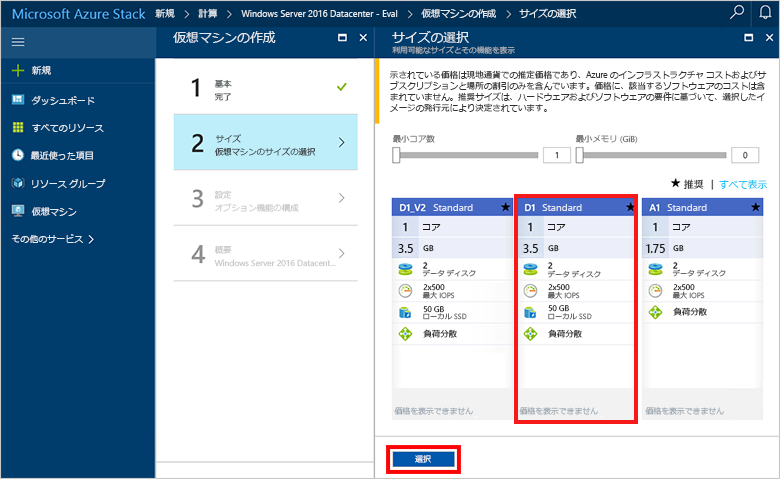 Microsoft Azure Stack 新規 > 計算 > Windows Server 2016 Datacenter - Eval > 仮想マシンの作成 > サイズの選択
新規
ダッシュボード
すべてのリソース
最近使った項目
リソース グループ
仮想マシン
その他のサービス >
仮想マシンの作成
1
基本
完了
2
サイズ
仮想マシンのサイズの選択
3
設定
オプション機能の構成
4
概要
Windows Server 2016 Datacent...
サイズの選択
利用可能なサイズとその機能を表示
示されている価格は現地通貨での推定価格であり、Azure のインフラストラクチャ コストおよびサ
ブスクリプションと場所の割引のみを含んでいます。価格に、該当するソフトウェアのコストは含
まれていません。推奨サイズは、ハードウェアおよびソフトウェアの要件に基づいて、選択したイ
メージの発行元により決定されています。
最小コア数
1
最小メモリ (GiB)
0
★ 推奨 | すべて表示
D1_V2 Standard ★
1 コア
3.5 GB
2
データ ディスク
2x500
最大 IOPS
50 GB
ローカル SSD
負荷分散
価格を表示できません
D1 Standard ★
1 コア
3.5 GB
2
データ ディスク
2x500
最大 IOPS
50 GB
ローカル SSD
負荷分散
価格を表示できません
A1 Standard ★
1 コア
1.75 GB
2
データ ディスク
2x500
最大 IOPS
負荷分散
価格を表示できません
選択